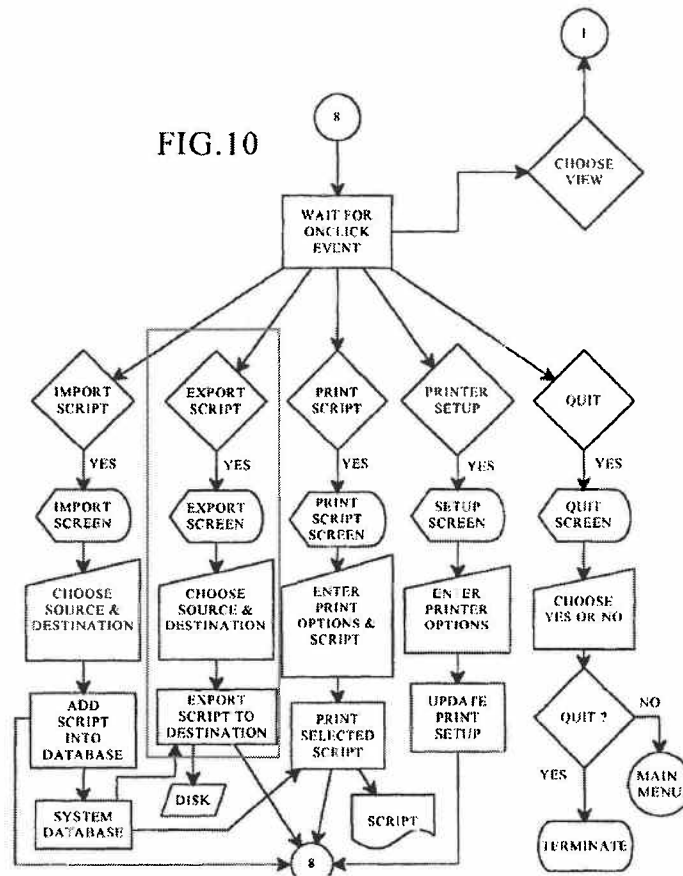 1
8
FIG.10
CHOOSE
VIEW
WAIT FOR
ONCLICK
EVENT
IMPORT
SCRIPT
EXPORT
SCRIPT
PRINT
SCRIPT
PRINTER
SETUP
QUIT
YES
YES
YES
YES
YES
IMPORT
SCREEN
EXPORT
SCREEN
PRINT
SCRIPT
SCREEN
SETUP
SCREEN
QUIT
SCREEN
CHOOSE
SOURCE &
DESTINATION
CHOOSE
SOURCE &
DESTINATION
ENTER
PRINT
OPTIONS &
SCRIPT
ENTER
PRINTER
OPTIONS
CHOOSE
YES OR NO
ADD
SCRIPT
INTO
DATABASE
EXPORT
SCRIPT TO
DESTINATION
PRINT
SELECTED
SCRIPT
UPDATE
PRINT
SETUP
QUIT ?
NO
YES
MAIN
MENU
SYSTEM
DATABASE
DISK
SCRIPT
8
TERMINATE